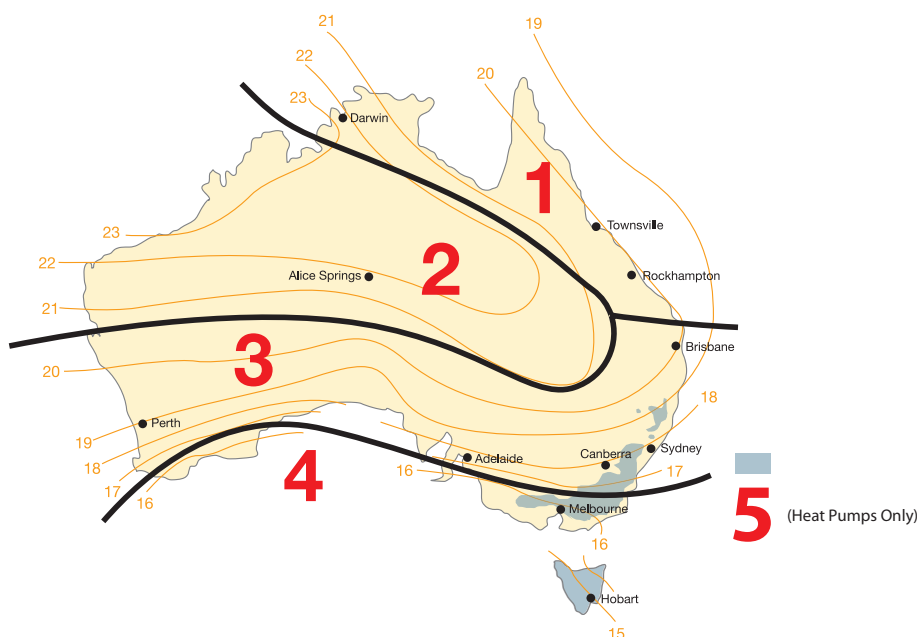 21
19
22
20
23
Darwin
1
Townsville
23
2
22
Alice Springs
Rockhampton
21
3
Brisbane
20
18
Perth
19
Sydney
18
Canberra
Adelaide
16
17
17
4
16
5
(Heat Pumps Only)
Melbourne
16
Hobart
15